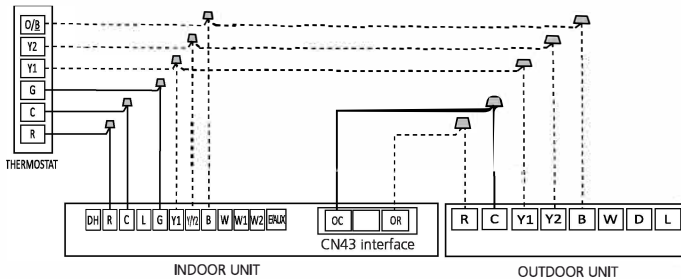 O/B
Y2
Y1
G
C
R
THERMOSTAT
DH R C L G Y1 Y/Y2 B W W1 W2 E/AUX
OC OR
CN43 interface
INDOOR UNIT
R C Y1 Y2 B W D L
OUTDOOR UNIT